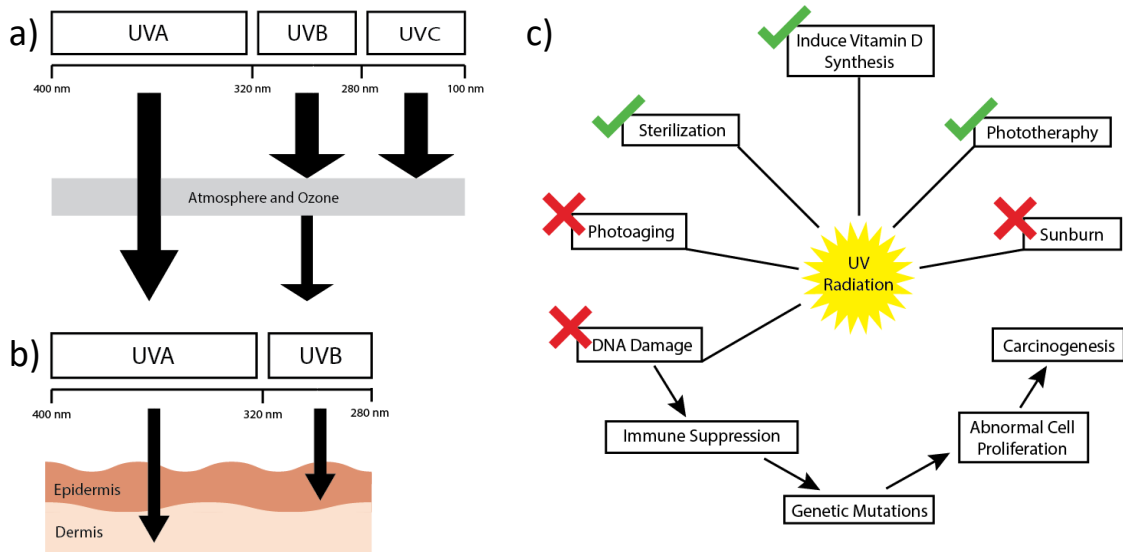 a)
UVA UVB UVC
400 nm 320 nm 280 nm 100 nm
Atmosphere and Ozone
b)
UVA UVB
400 nm 320 nm 280 nm
Epidermis
Dermis
c)
Induce Vitamin D
Synthesis
Sterilization
Phototheraphy
Photoaging
Sunburn
UV
Radiation
DNA Damage
Carcinogenesis
Immune Suppression
Abnormal Cell
Proliferation
Genetic Mutations